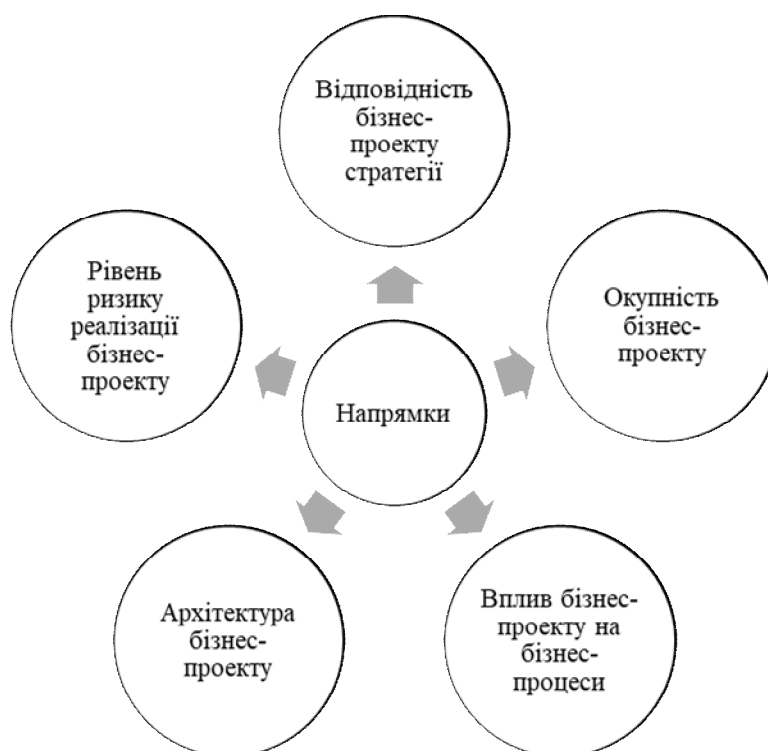 Відповідність
бізнес-
проекту
стратегії
Рівень
ризику
реалізації
бізнес-
проекту
Окупність
бізнес-
проекту
Напрямки
Архітектура
бізнес-
проекту
Вплив бізнес-
проекту на
бізнес-
процеси